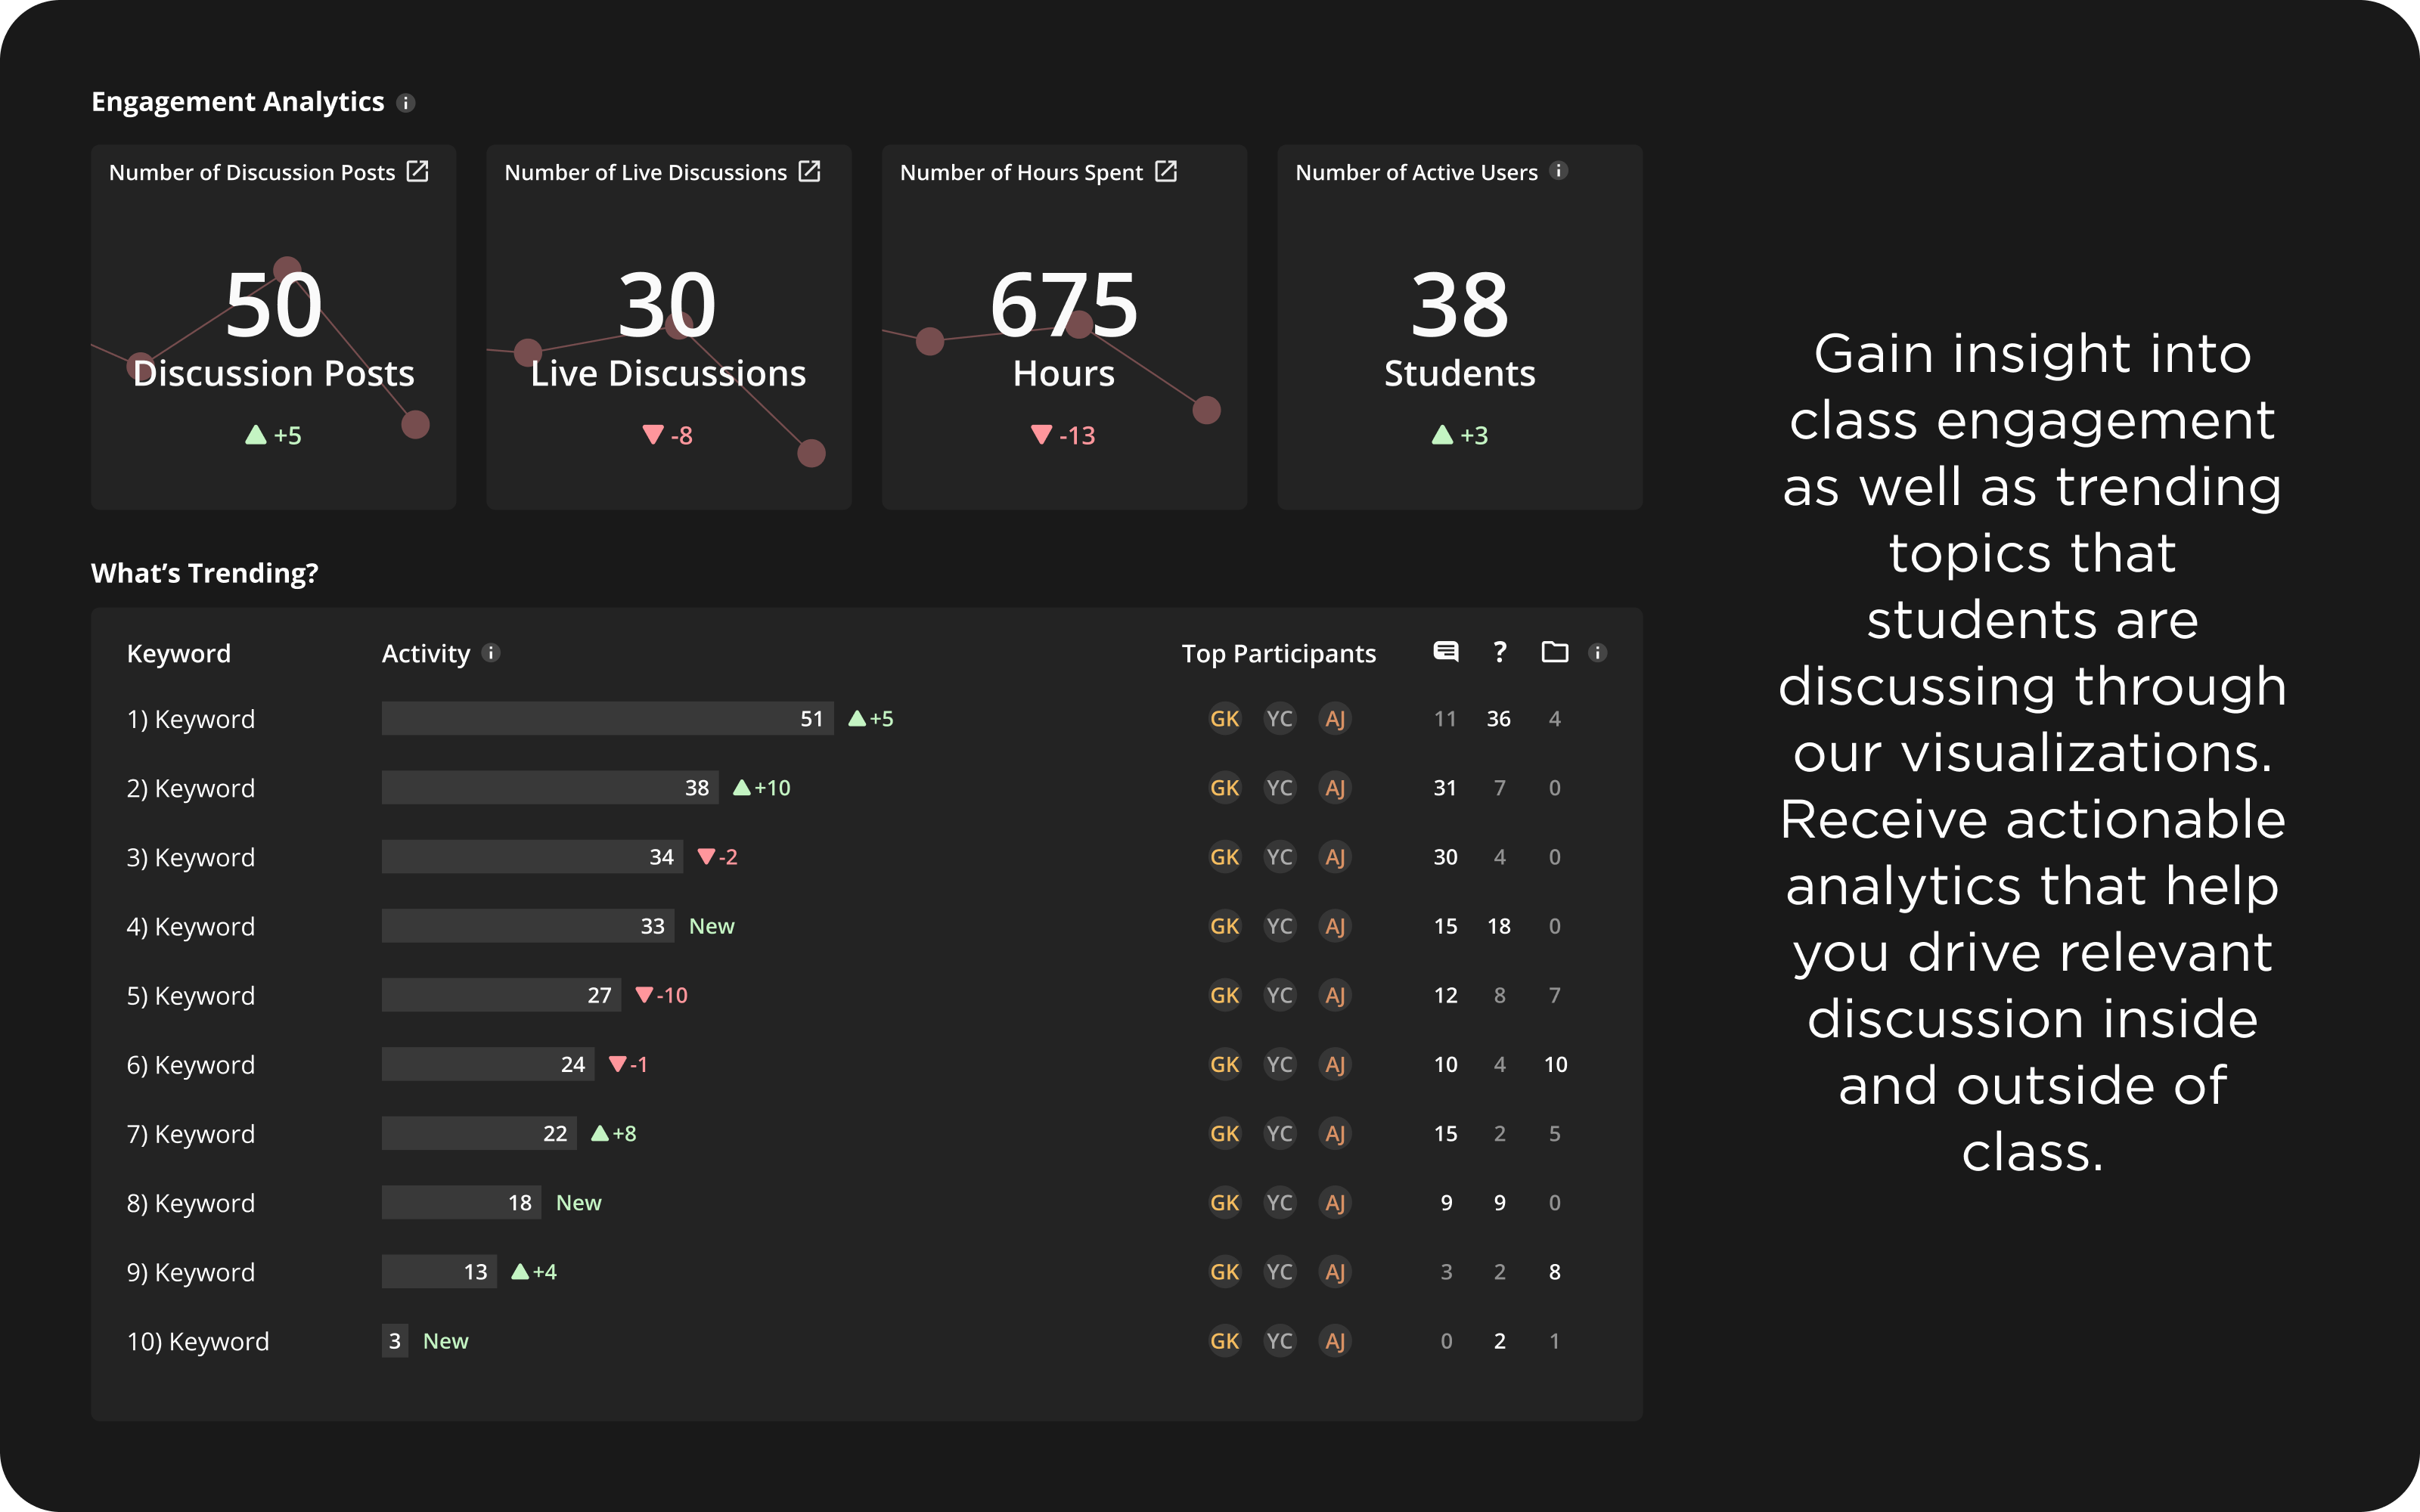 Engagement Analytics
Number of Discussion Posts
50
Discussion Posts
+5
Number of Live Discussions
30
Live Discussions
-8
Number of Hours Spent
675
Hours
-13
Number of Active Users
38
Students
+3
What’s Trending?
Keyword Activity Top Participants ?
1) Keyword 51 +5 GK YC AJ 11 36 4
2) Keyword 38 +10 GK YC AJ 31 7 0
3) Keyword 34 -2 GK YC AJ 30 4 0
4) Keyword 33 New GK YC AJ 15 18 0
5) Keyword 27 -10 GK YC AJ 12 8 7
6) Keyword 24 -1 GK YC AJ 10 4 10
7) Keyword 22 +8 GK YC AJ 15 2 5
8) Keyword 18 New GK YC AJ 9 9 0
9) Keyword 13 +4 GK YC AJ 3 2 8
10) Keyword 3 New GK YC AJ 0 2 1
Gain insight into
class engagement
as well as trending
topics that
students are
discussing through
our visualizations.
Receive actionable
analytics that help
you drive relevant
discussion inside
and outside of
class.